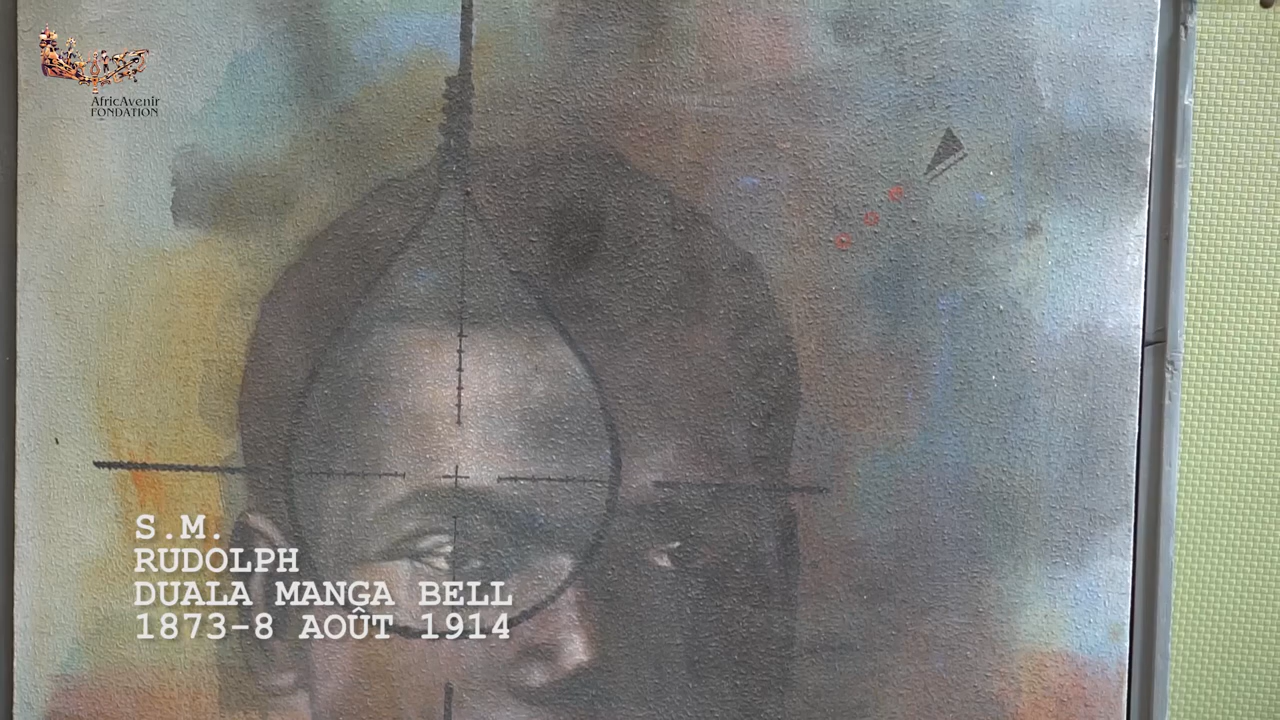 AfricAvenir
FONDATION
S.M.
RUDOLPH
DUALA MANGA BELL
1873-8 AOÛT 1914